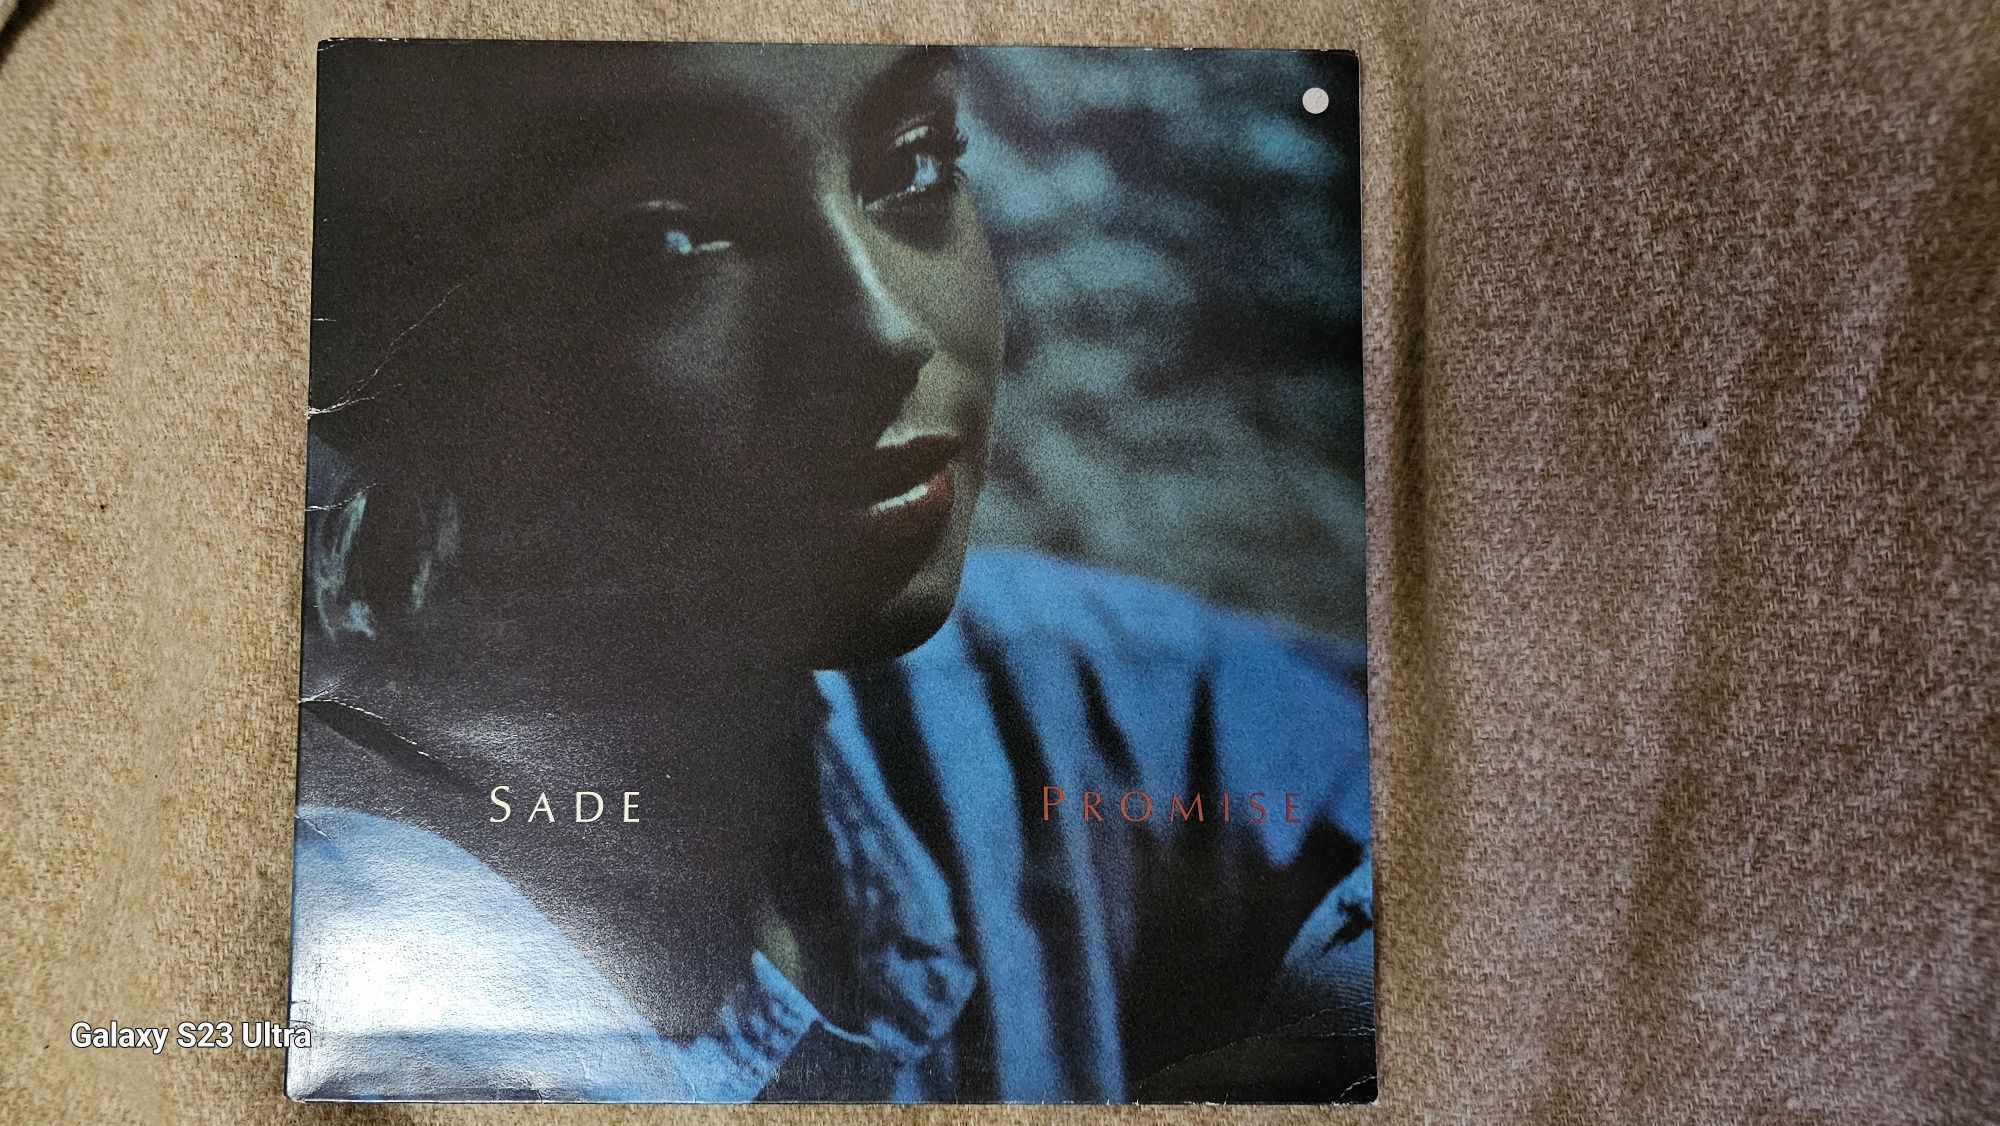 SADE
PROMISE
Galaxy S23 Ultra